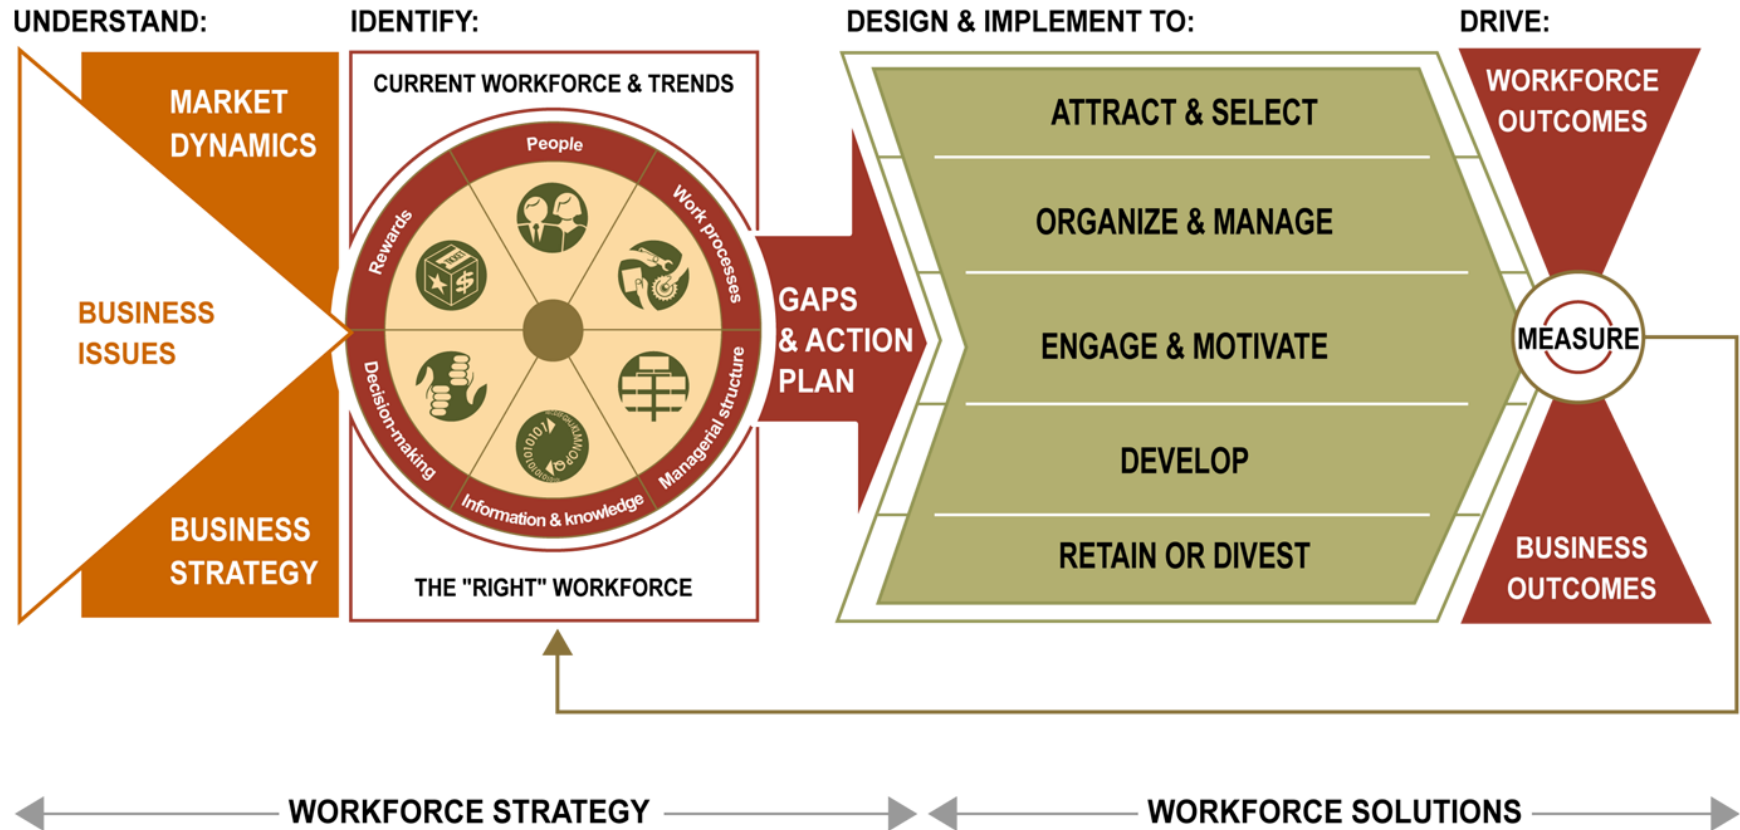 UNDERSTAND:
IDENTIFY:
DESIGN & IMPLEMENT TO:
DRIVE:
MARKET
DYNAMICS
BUSINESS
ISSUES
BUSINESS
STRATEGY
CURRENT WORKFORCE & TRENDS
People
Work processes
Managerial structure
Information & knowledge
Decision-making
Rewards
TICKET
$
THE "RIGHT" WORKFORCE
GAPS
& ACTION
PLAN
ATTRACT & SELECT
ORGANIZE & MANAGE
ENGAGE & MOTIVATE
DEVELOP
RETAIN OR DIVEST
WORKFORCE
OUTCOMES
MEASURE
BUSINESS
OUTCOMES
WORKFORCE STRATEGY
WORKFORCE SOLUTIONS